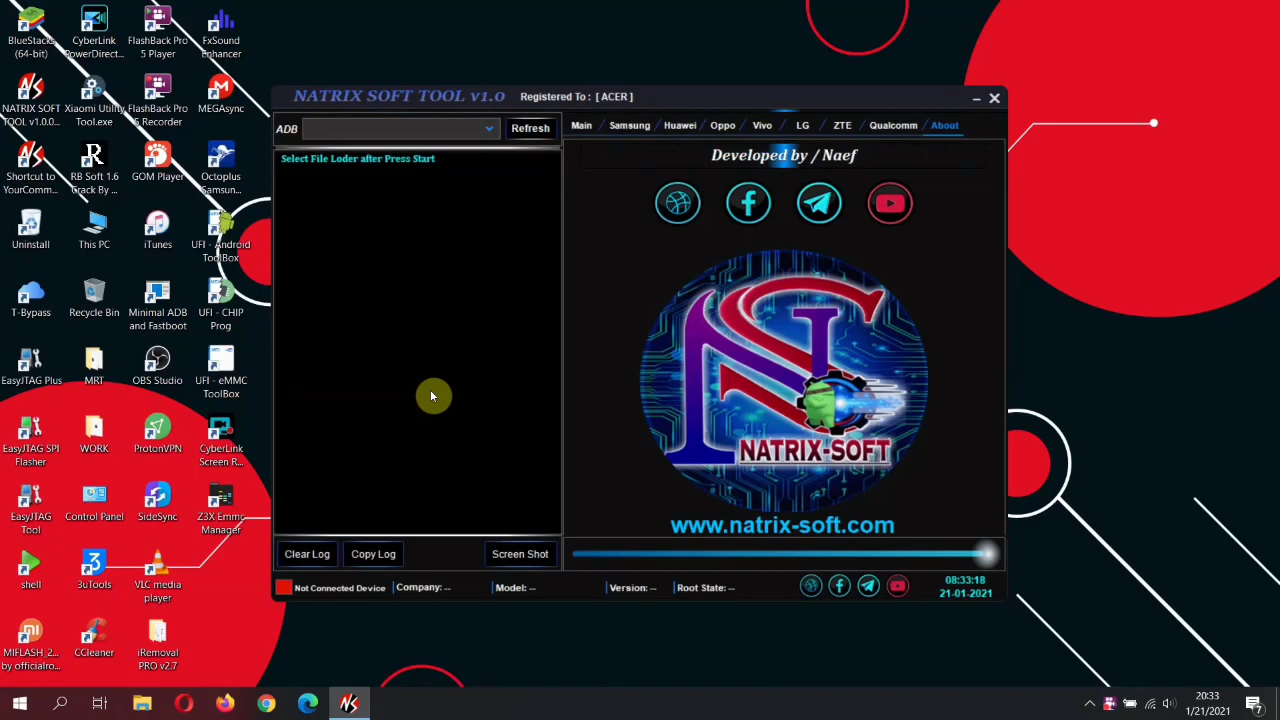 BlueStacks
(64-bit)
CyberLink
PowerDirect...
FlashBack Pro
5 Player
FxSound
Enhancer
NATRIX SOFT
TOOL v1.0.0...
Xiaomi Utility
Tool.exe
FlashBack Pro
5 Recorder
MEGAsync
Shortcut to
YourComm...
RB Soft 1.6
Crack By ...
GOM Player
Octoplus
Samsun...
Uninstall
This PC
iTunes
UFI - Android
ToolBox
T-Bypass
Recycle Bin
Minimal ADB
and Fastboot
UFI - CHIP
Prog
EasyJTAG Plus
MRT
OBS Studio
UFI - eMMC
ToolBox
EasyJTAG SPI
Flasher
WORK
ProtonVPN
CyberLink
Screen R...
EasyJTAG
Tool
Control Panel
SideSync
Z3X Emmc
Manager
shell
3uTools
VLC media
player
MIFLASH_2...
by officialro...
CCleaner
iRemoval
PRO v2.7
NATRIX SOFT TOOL v1.0 Registered To : [ ACER ]
ADB Refresh
Main / Samsung / Huawei / Oppo / Vivo / LG / ZTE / Qualcomm / About
Select File Loder after Press Start
Developed by / Naef
NATRIX-SOFT
www.natrix-soft.com
Clear Log Copy Log Screen Shot
Not Connected Device Company: -- Model: -- Version: -- Root State: --
08:33:18
21-01-2021
20:33
1/21/2021
7